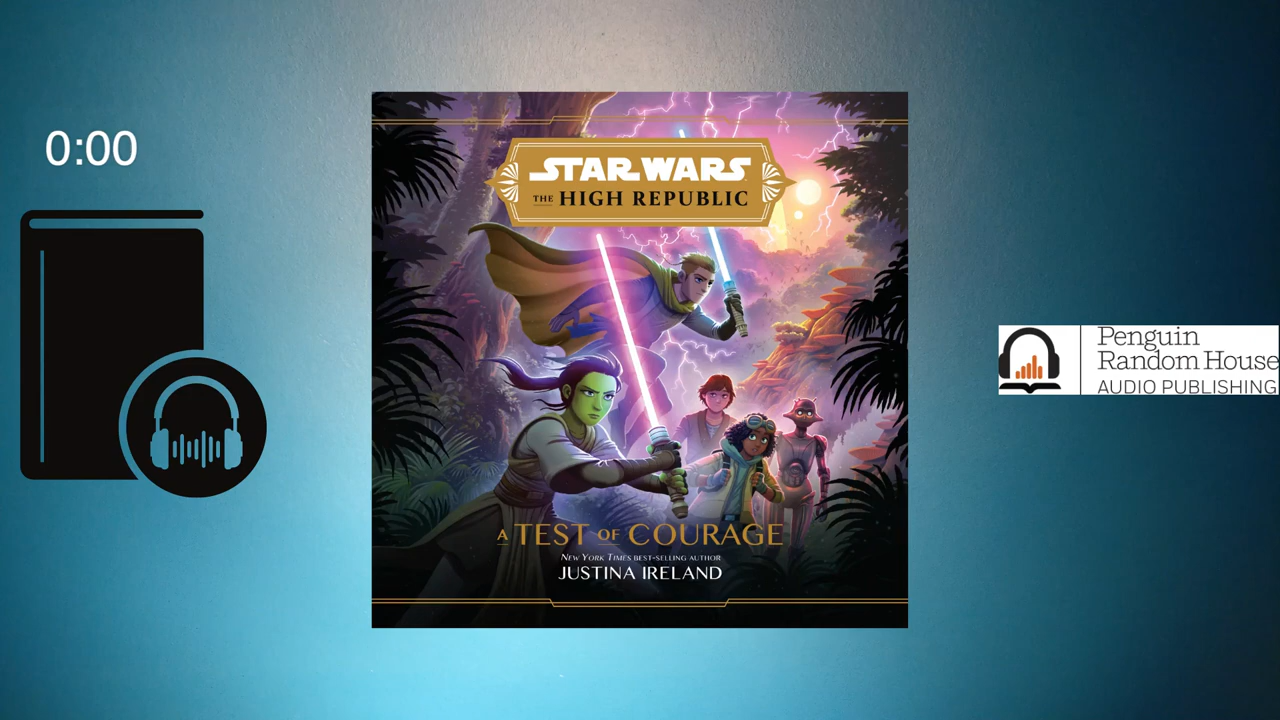 0:00
STAR WARS
THE HIGH REPUBLIC
A TEST OF COURAGE
NEW YORK TIMES BEST-SELLING AUTHOR
JUSTINA IRELAND
Penguin
Random House
AUDIO PUBLISHING